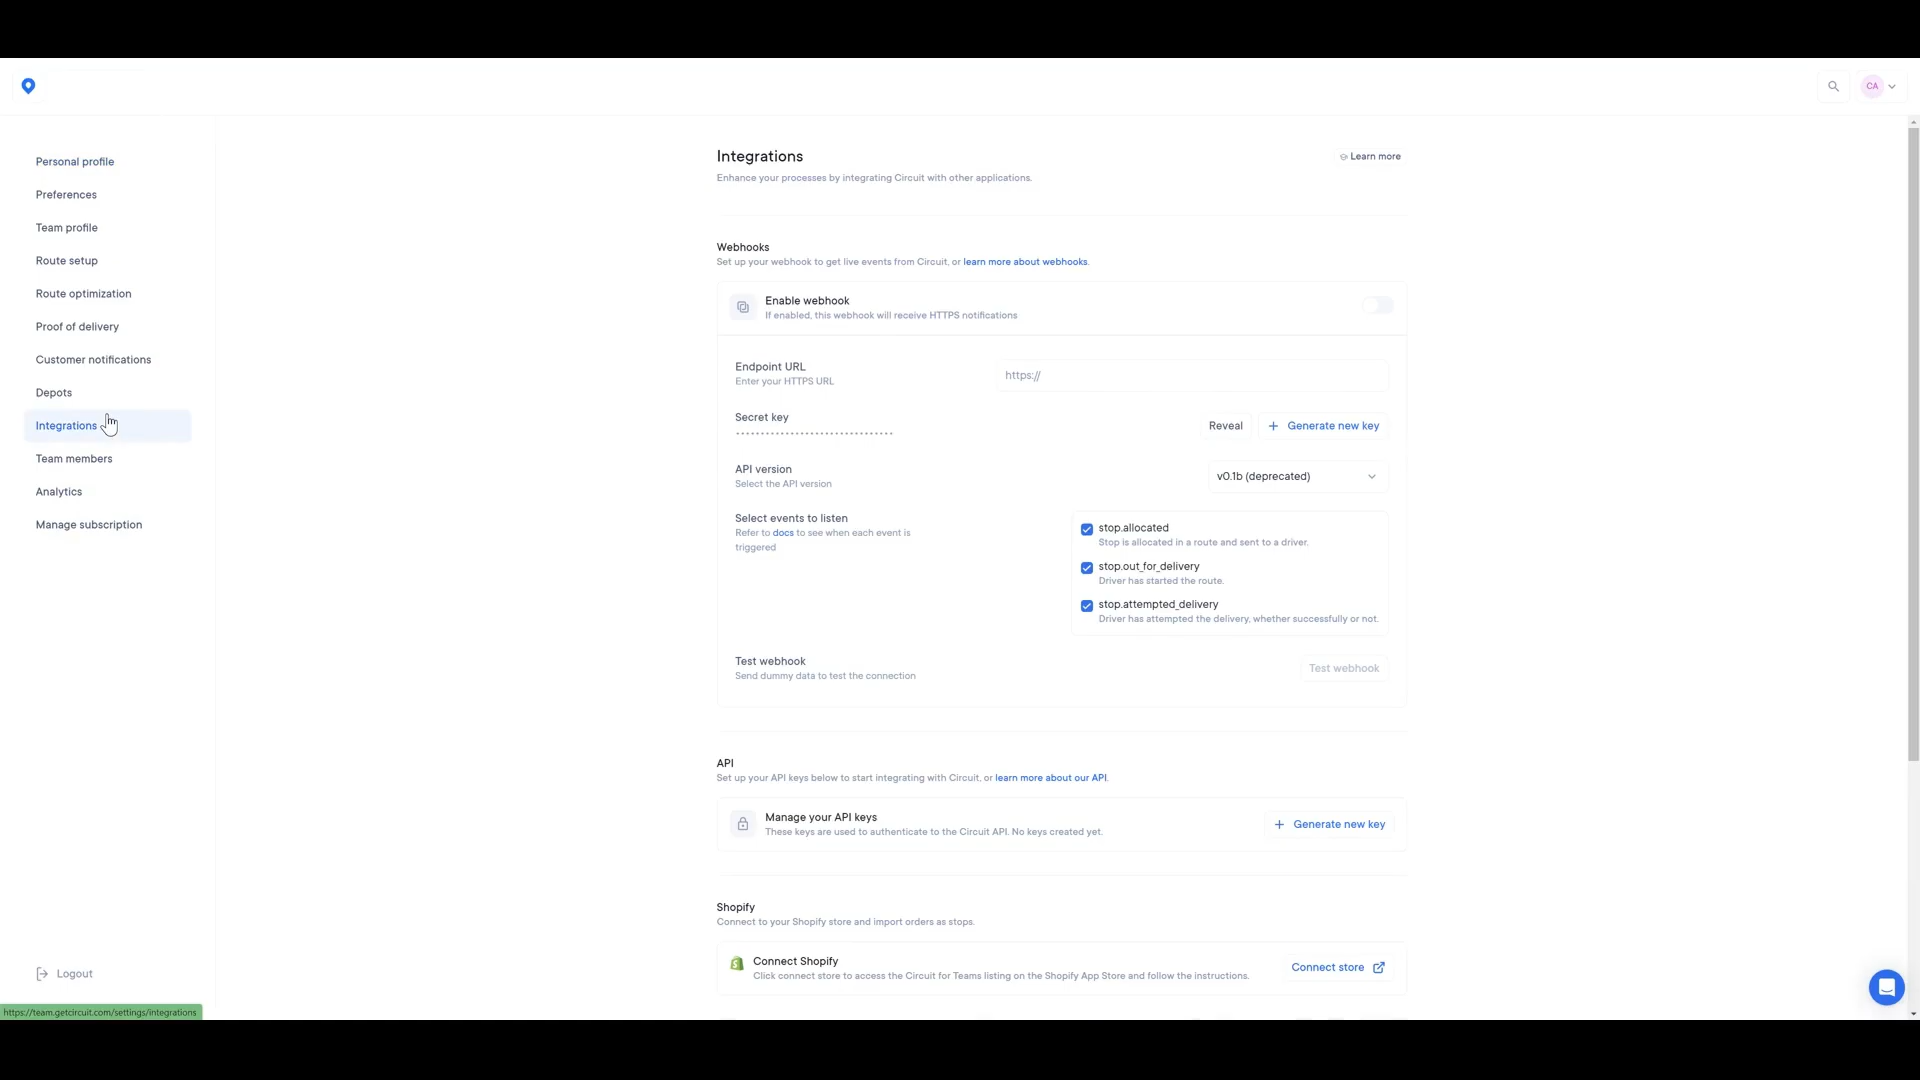 CA
Personal profile
Preferences
Team profile
Route setup
Route optimization
Proof of delivery
Customer notifications
Depots
Integrations
Team members
Analytics
Manage subscription
Logout
https://team.getcircuit.com/settings/integrations
Integrations
Learn more
Enhance your processes by integrating Circuit with other applications.
Webhooks
Set up your webhook to get live events from Circuit, or learn more about webhooks.
Enable webhook
If enabled, this webhook will receive HTTPS notifications
Endpoint URL
Enter your HTTPS URL
https://
Secret key
Reveal
+ Generate new key
API version
Select the API version
v0.1b (deprecated)
Select events to listen
Refer to docs to see when each event is
triggered
stop.allocated
Stop is allocated in a route and sent to a driver.
stop.out_for_delivery
Driver has started the route.
stop.attempted_delivery
Driver has attempted the delivery, whether successfully or not.
Test webhook
Send dummy data to test the connection
Test webhook
API
Set up your API keys below to start integrating with Circuit, or learn more about our API.
Manage your API keys
These keys are used to authenticate to the Circuit API. No keys created yet.
+ Generate new key
Shopify
Connect to your Shopify store and import orders as stops.
Connect Shopify
Click connect store to access the Circuit for Teams listing on the Shopify App Store and follow the instructions.
Connect store